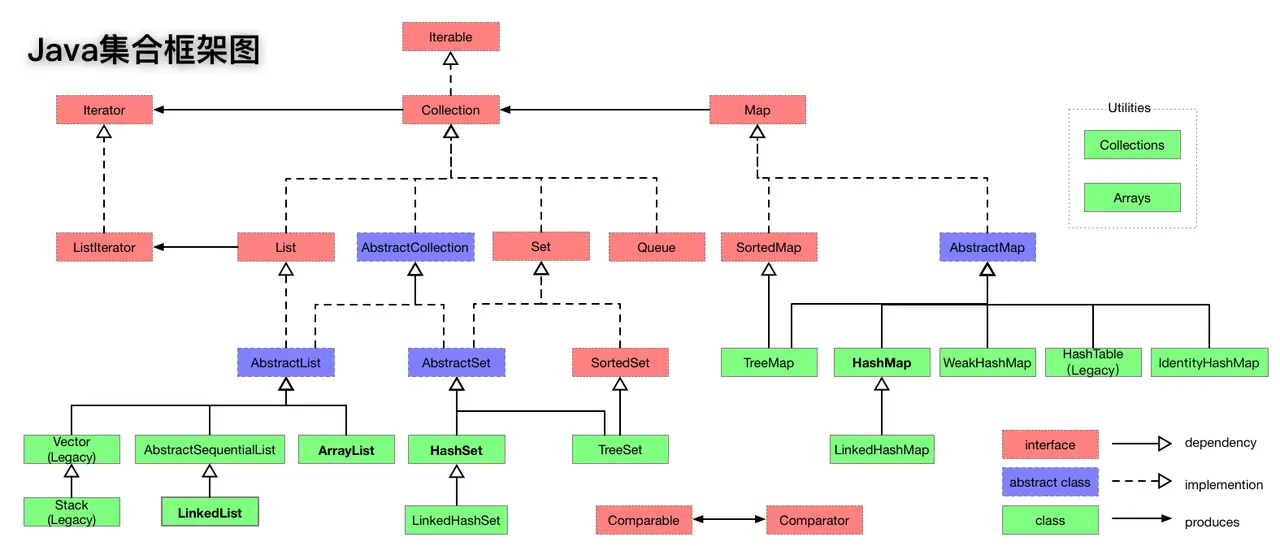 Java集合框架图
Iterable
Iterator
Collection
Map
Utilities
Collections
Arrays
ListIterator
List
AbstractCollection
Set
Queue
SortedMap
AbstractMap
AbstractList
AbstractSet
SortedSet
TreeMap
HashMap
WeakHashMap
HashTable
(Legacy)
IdentityHashMap
Vector
(Legacy)
AbstractSequentialList
ArrayList
HashSet
TreeSet
LinkedHashMap
Stack
(Legacy)
LinkedList
LinkedHashSet
Comparable
Comparator
interface
dependency
abstract class
implemention
class
produces